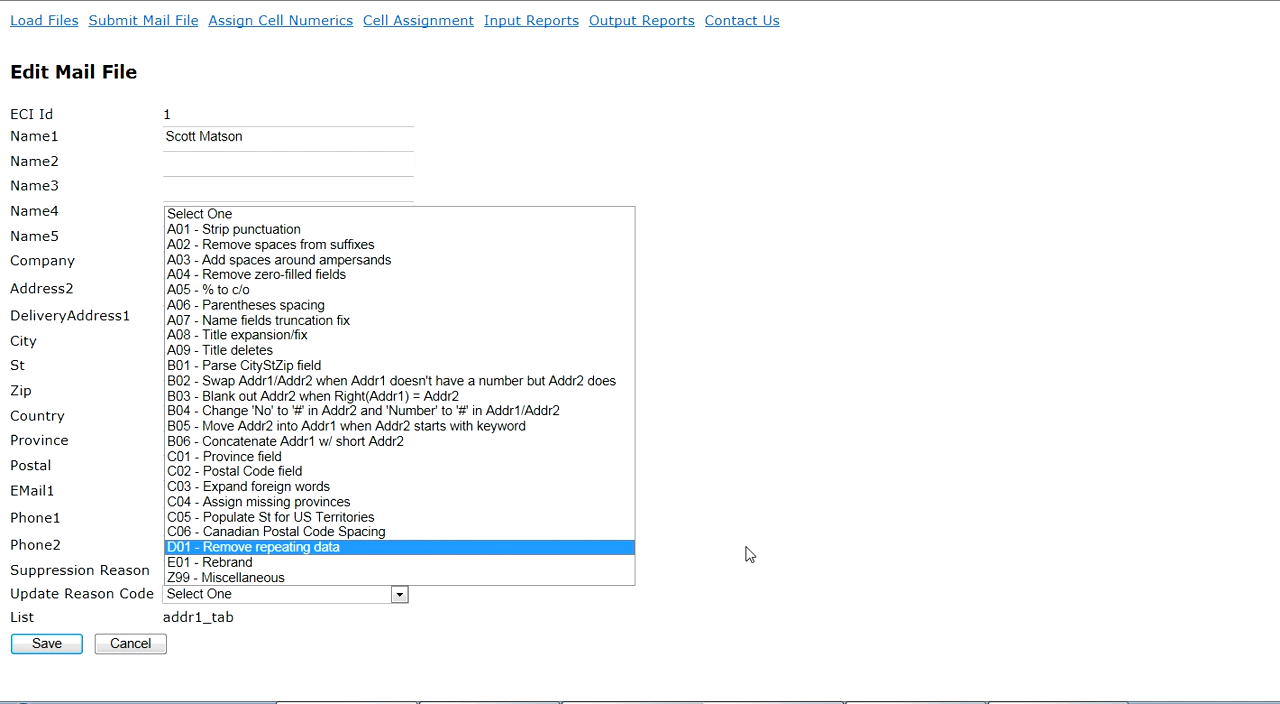 Load Files Submit Mail File Assign Cell Numerics Cell Assignment Input Reports Output Reports Contact Us
Edit Mail File
ECI Id 1
Name1 Scott Matson
Name2
Name3
Name4
Name5
Company
Address2
DeliveryAddress1
City
St
Zip
Country
Province
Postal
EMail1
Phone1
Phone2
Suppression Reason
Select One
A01 - Strip punctuation
A02 - Remove spaces from suffixes
A03 - Add spaces around ampersands
A04 - Remove zero-filled fields
A05 - % to c/o
A06 - Parentheses spacing
A07 - Name fields truncation fix
A08 - Title expansion/fix
A09 - Title deletes
B01 - Parse CityStZip field
B02 - Swap Addr1/Addr2 when Addr1 doesn't have a number but Addr2 does
B03 - Blank out Addr2 when Right(Addr1) = Addr2
B04 - Change 'No' to '#' in Addr2 and 'Number' to '#' in Addr1/Addr2
B05 - Move Addr2 into Addr1 when Addr2 starts with keyword
B06 - Concatenate Addr1 w/ short Addr2
C01 - Province field
C02 - Postal Code field
C03 - Expand foreign words
C04 - Assign missing provinces
C05 - Populate St for US Territories
C06 - Canadian Postal Code Spacing
D01 - Remove repeating data
E01 - Rebrand
Z99 - Miscellaneous
Update Reason Code Select One
List addr1_tab
Save Cancel